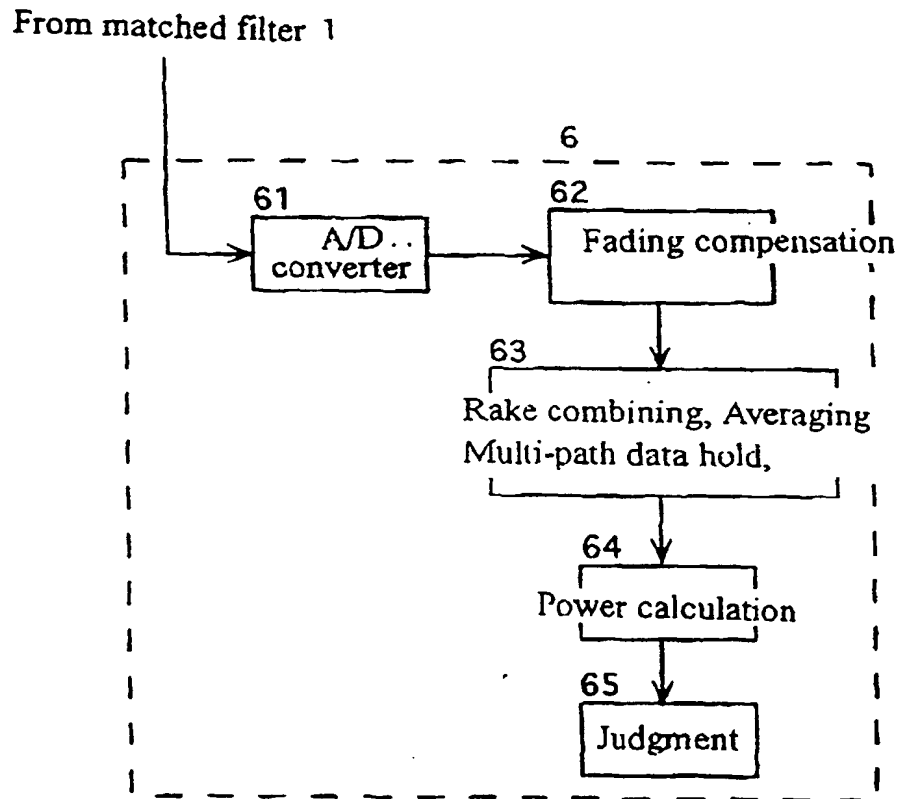 From matched filter 1
6
61
A/D
converter
62
Fading compensation
63
Rake combining, Averaging
Multi-path data hold,
64
Power calculation
65
Judgment